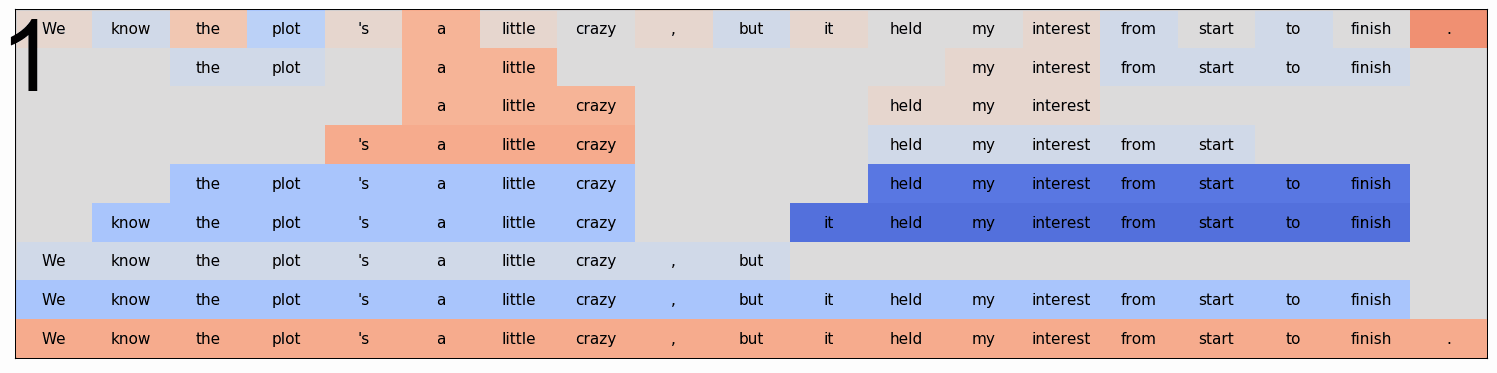 1
We know the plot 's a little crazy , but it held my interest from start to finish .
the plot a little my interest from start to finish
a little crazy held my interest
's a little crazy held my interest from start
the plot 's a little crazy held my interest from start to finish
know the plot 's a little crazy it held my interest from start to finish
We know the plot 's a little crazy , but
We know the plot 's a little crazy , but it held my interest from start to finish
We know the plot 's a little crazy , but it held my interest from start to finish .